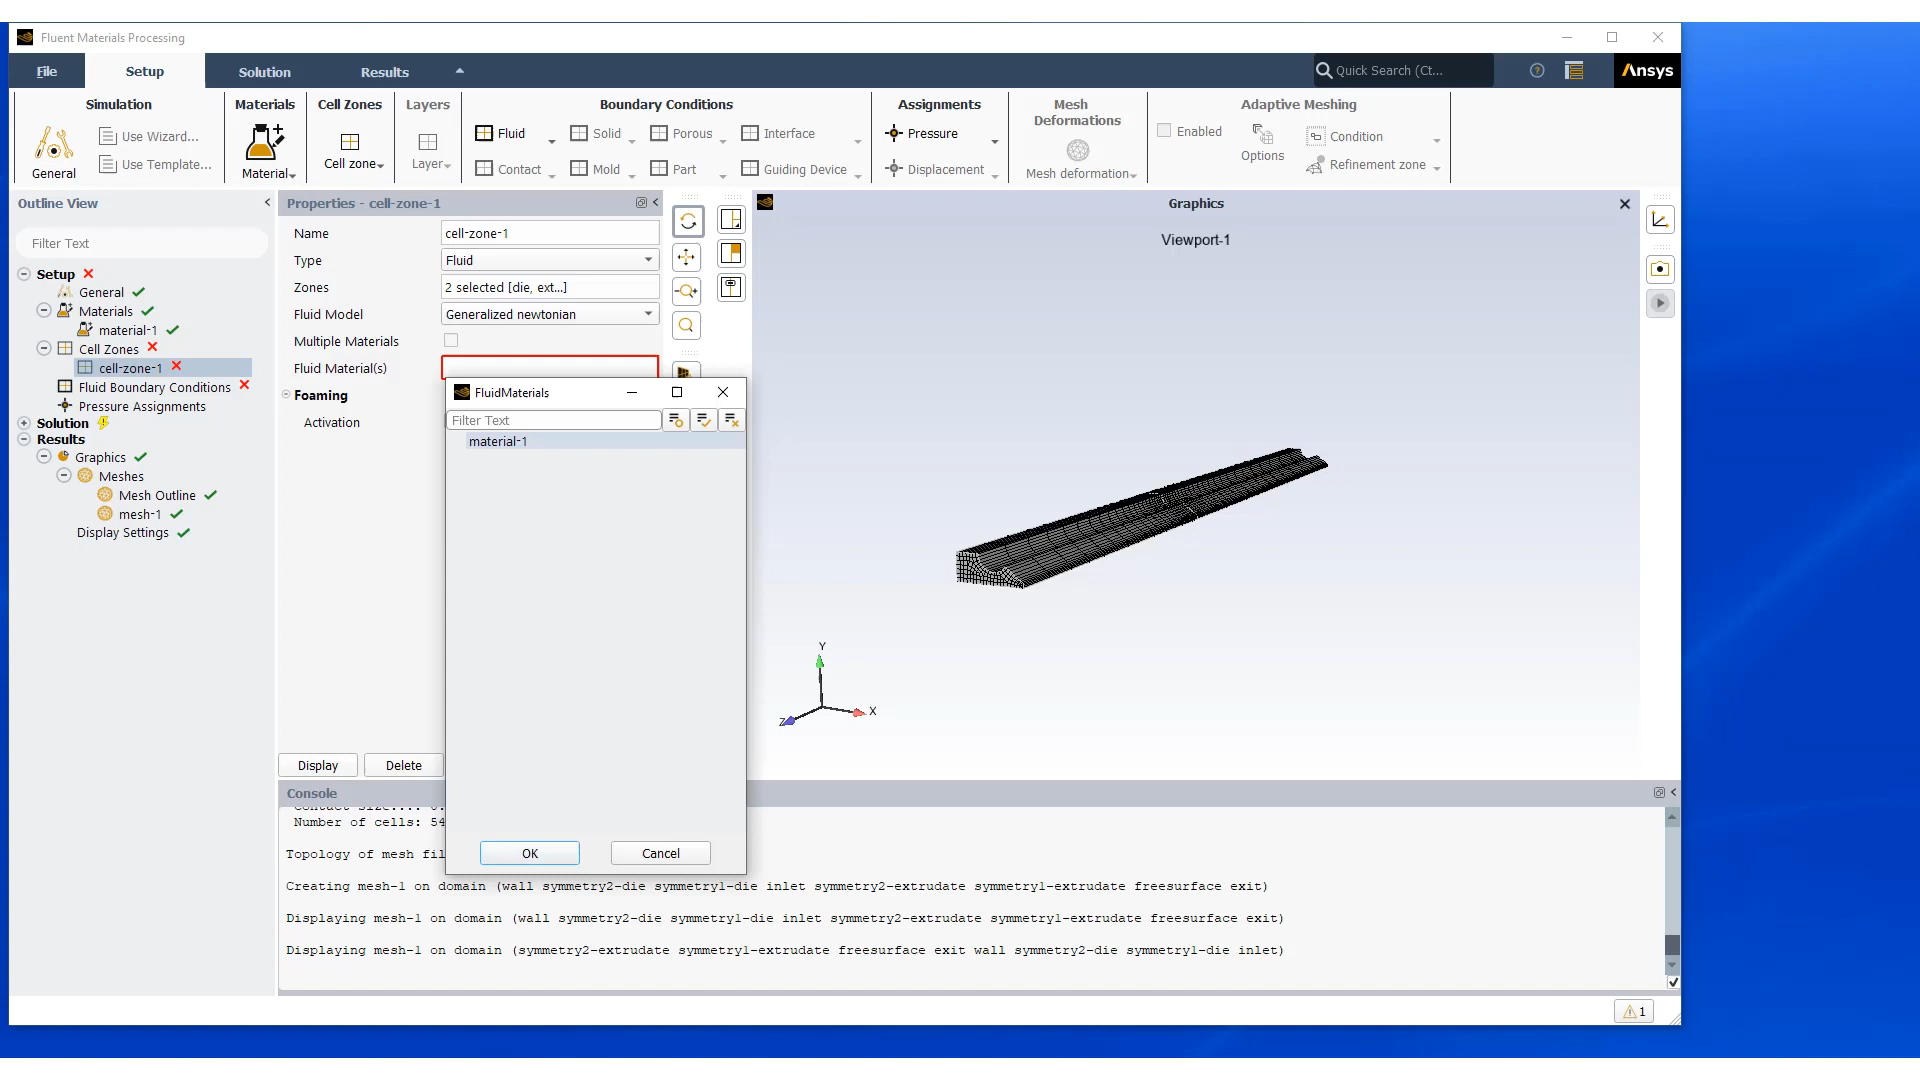 Fluent Materials Processing
File
Setup
Solution
Results
Quick Search (Ct...
Ansys
Simulation
General
Use Wizard...
Use Template...
Materials
Material
Cell Zones
Cell zone
Layers
Layer
Boundary Conditions
Fluid
Solid
Porous
Interface
Contact
Mold
Part
Guiding Device
Assignments
Pressure
Displacement
Mesh
Deformations
Mesh deformation
Adaptive Meshing
Enabled
Options
Condition
Refinement zone
Outline View
Filter Text
Setup
General
Materials
material-1
Cell Zones
cell-zone-1
Fluid Boundary Conditions
Pressure Assignments
Solution
Results
Graphics
Meshes
Mesh Outline
mesh-1
Display Settings
Properties - cell-zone-1
Name cell-zone-1
Type Fluid
Zones 2 selected [die, ext...]
Fluid Model Generalized newtonian
Multiple Materials
Fluid Material(s)
Foaming
Activation
Display
Delete
FluidMaterials
Filter Text
material-1
OK
Cancel
Graphics
Viewport-1
Y
X
Z
Console
Number of cells: 54
Topology of mesh fil
Creating mesh-1 on domain (wall symmetry2-die symmetry1-die inlet symmetry2-extrudate symmetry1-extrudate freesurface exit)
Displaying mesh-1 on domain (wall symmetry2-die symmetry1-die inlet symmetry2-extrudate symmetry1-extrudate freesurface exit)
Displaying mesh-1 on domain (symmetry2-extrudate symmetry1-extrudate freesurface exit wall symmetry2-die symmetry1-die inlet)
1